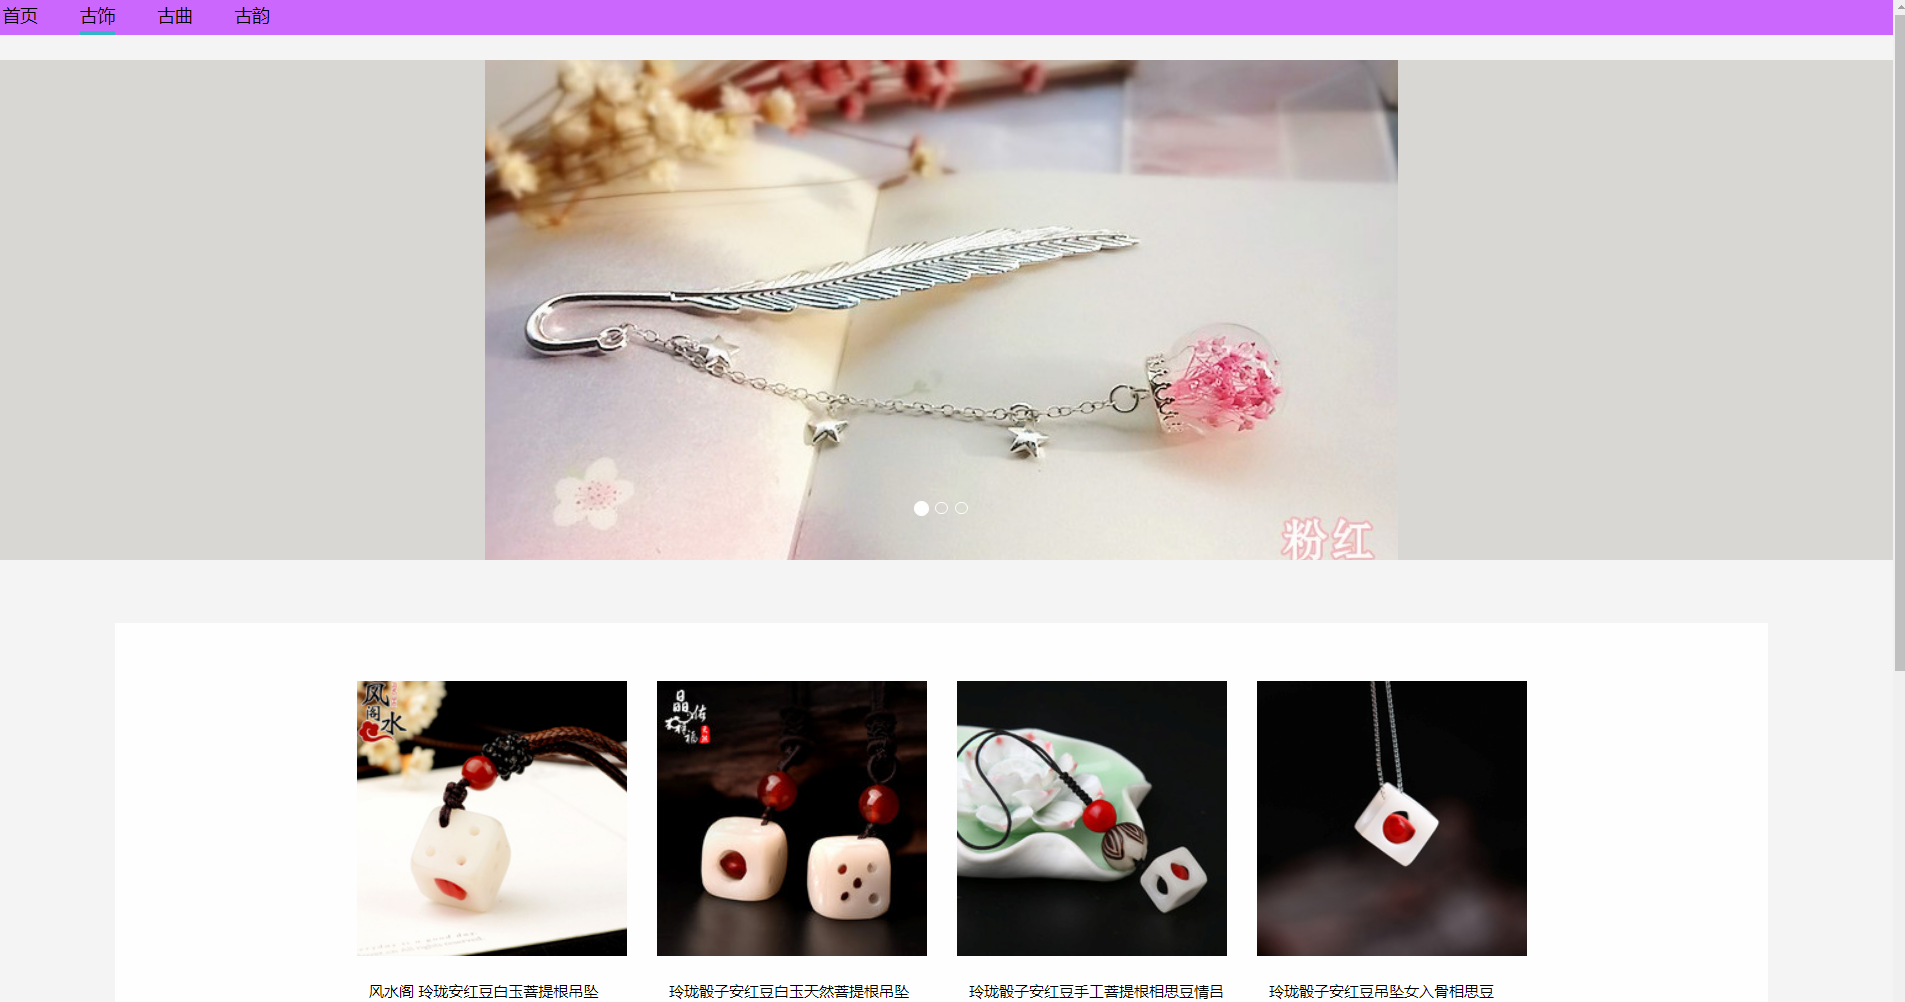 首页 古饰 古曲 古韵
粉红
风水阁
晶佑祥福
风水阁 玲珑安红豆白玉菩提根吊坠
玲珑骰子安红豆白玉天然菩提根吊坠
玲珑骰子安红豆手工菩提根相思豆情吕
玲珑骰子安红豆吊坠女入骨相思豆